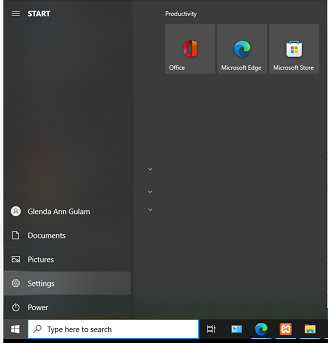 START
Productivity
Office
Microsoft Edge
Microsoft Store
Glenda Ann Gulam
Documents
Pictures
Settings
Power
Type here to search